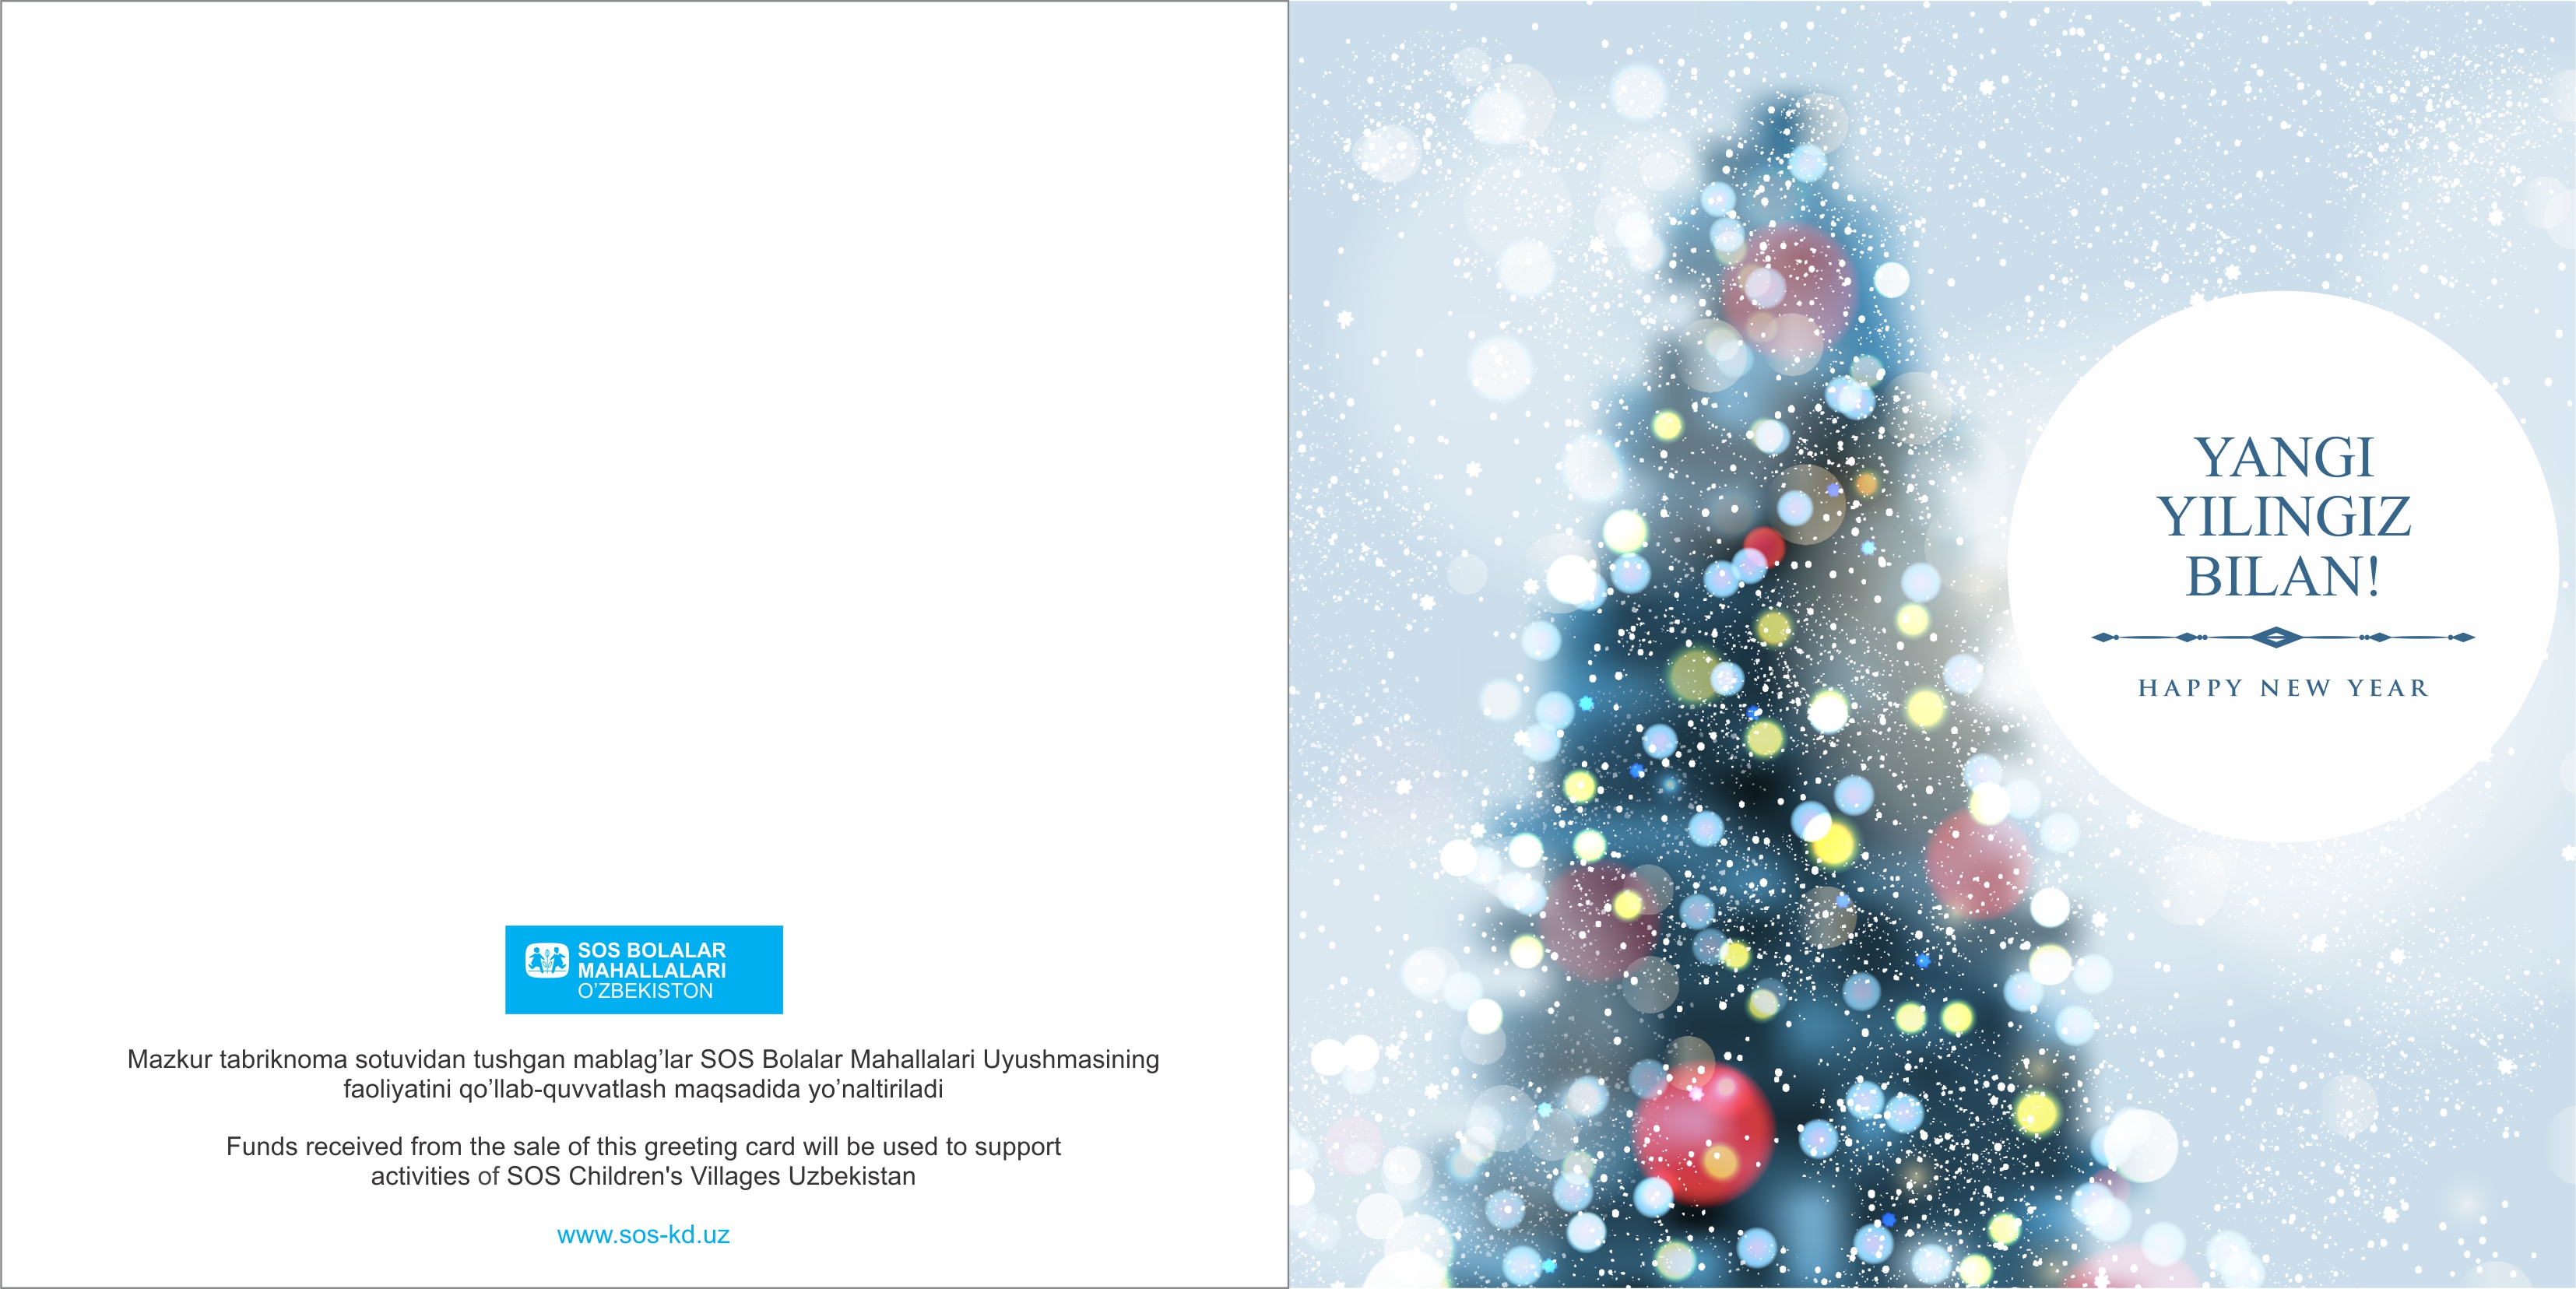 SOS BOLALAR
MAHALLALARI
O’ZBEKISTON
Mazkur tabriknoma sotuvidan tushgan mablag’lar SOS Bolalar Mahallalari Uyushmasining
faoliyatini qo’llab-quvvatlash maqsadida yo’naltiriladi
Funds received from the sale of this greeting card will be used to support
activities of SOS Children's Villages Uzbekistan
www.sos-kd.uz
YANGI
YILINGIZ
BILAN!
HAPPY NEW YEAR